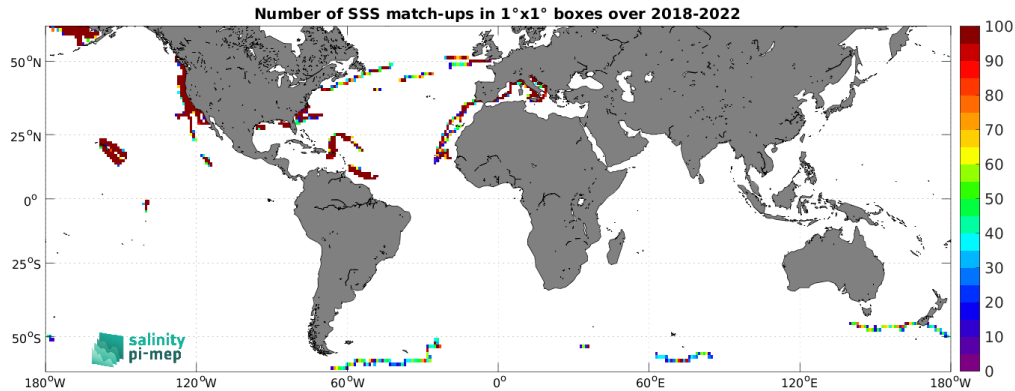 Number of SSS match-ups in 1°x1° boxes over 2018-2022
50°N
25°N
0°
25°S
50°S
180°W
120°W
60°W
0°
60°E
120°E
180°E
100
90
80
70
60
50
40
30
20
10
0
salinity
pi-mep